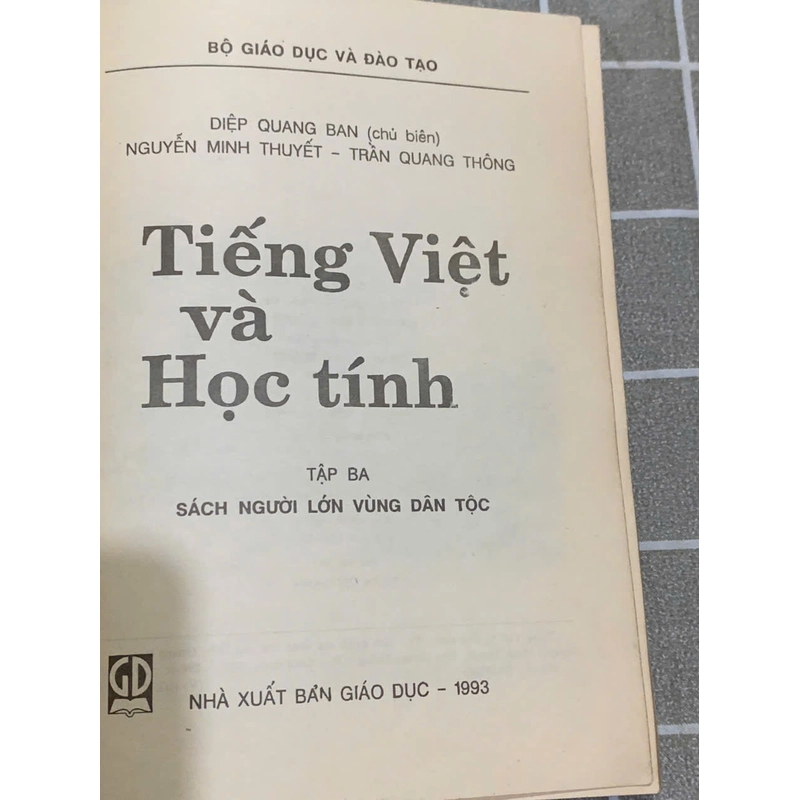 BỘ GIÁO DỤC VÀ ĐÀO TẠO
DIỆP QUANG BAN (chủ biên)
NGUYỄN MINH THUYẾT – TRẦN QUANG THÔNG
Tiếng Việt
và
Học tính
TẬP BA
SÁCH NGƯỜI LỚN VÙNG DÂN TỘC
GD
NHÀ XUẤT BẢN GIÁO DỤC – 1993